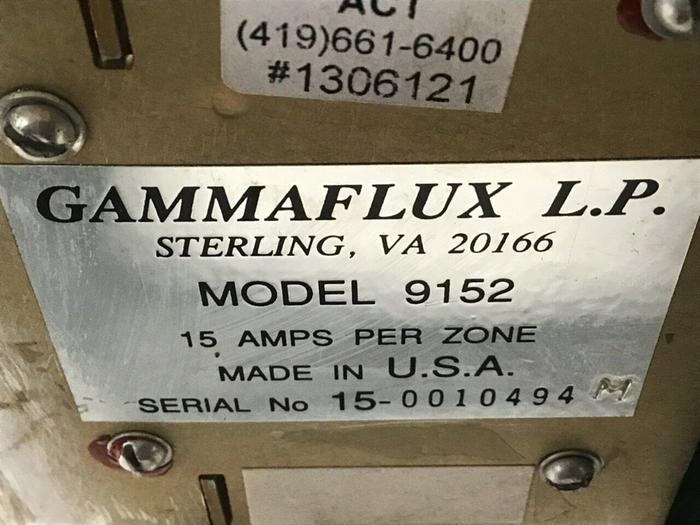 ACT
(419)661-6400
#1306121
GAMMAFLUX L.P.
STERLING, VA 20166
MODEL 9152
15 AMPS PER ZONE
MADE IN U.S.A.
SERIAL No 15-0010494 M